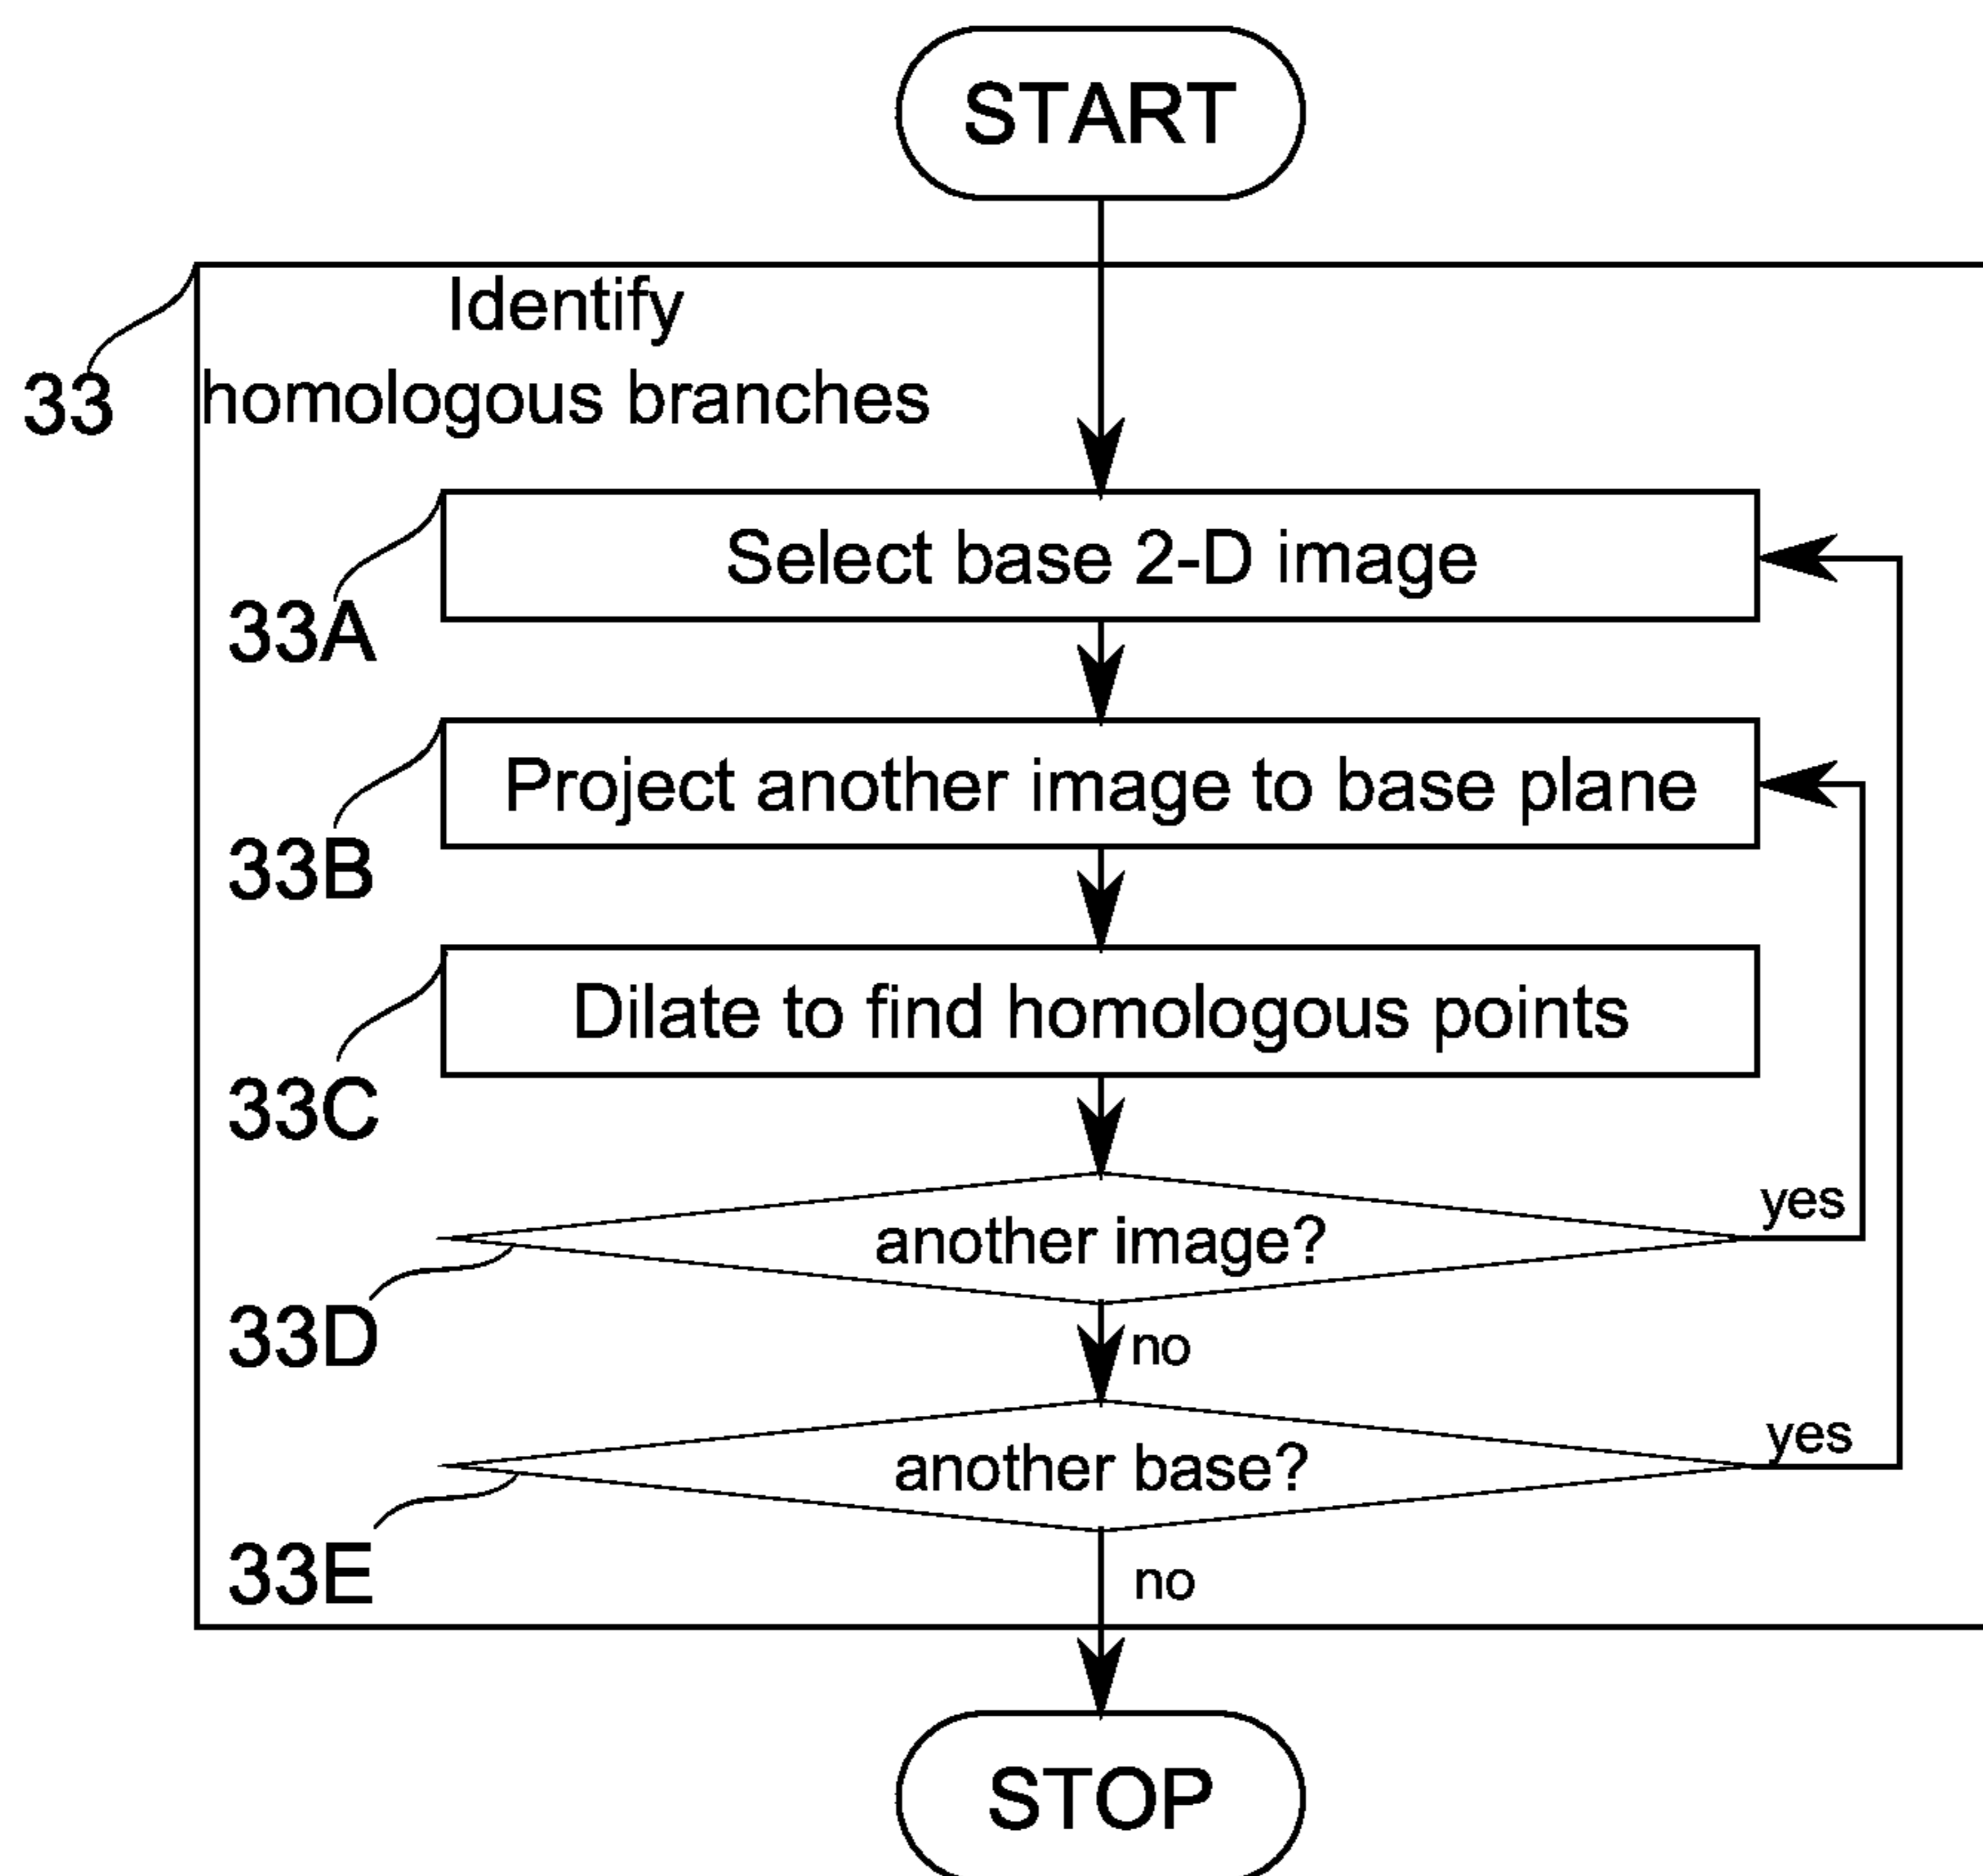 START
Identify
homologous branches
33
Select base 2-D image
33A
Project another image to base plane
33B
Dilate to find homologous points
33C
another image?
yes
33D
no
another base?
yes
33E
no
STOP